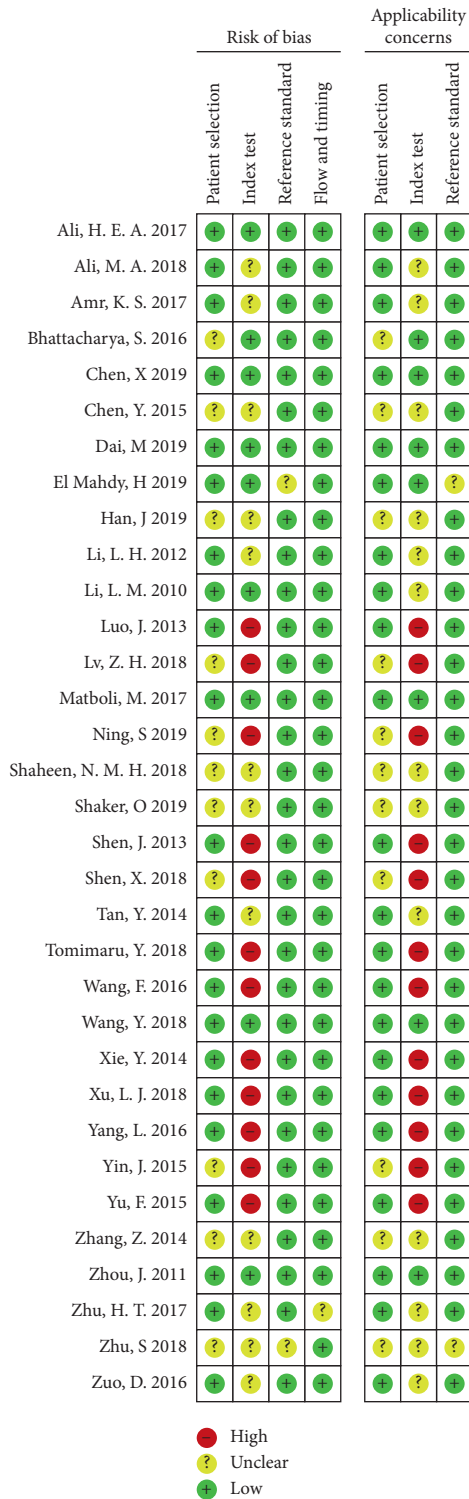 Risk of bias
Applicability concerns
Patient selection
Index test
Reference standard
Flow and timing
Patient selection
Index test
Reference standard
Ali, H. E. A. 2017 + + + + + + +
Ali, M. A. 2018 + ? + + + ? +
Amr, K. S. 2017 + ? + + + ? +
Bhattacharya, S. 2016 ? + + + ? + +
Chen, X 2019 + + + + + + +
Chen, Y. 2015 ? ? + + ? ? +
Dai, M 2019 + + + + + + +
El Mahdy, H 2019 + + ? + + + ?
Han, J 2019 ? ? + + ? ? +
Li, L. H. 2012 + ? + + + ? +
Li, L. M. 2010 + + + + + ? +
Luo, J. 2013 + – + + + – +
Lv, Z. H. 2018 ? – + + ? – +
Matboli, M. 2017 + + + + + + +
Ning, S 2019 ? – + + ? – +
Shaheen, N. M. H. 2018 ? ? + + ? ? +
Shaker, O 2019 ? ? + + ? ? +
Shen, J. 2013 + – + + + – +
Shen, X. 2018 ? – + + ? – +
Tan, Y. 2014 + ? + + + ? +
Tomimaru, Y. 2018 + – + + + – +
Wang, F. 2016 + – + + + – +
Wang, Y. 2018 + + + + + + +
Xie, Y. 2014 + – + + + – +
Xu, L. J. 2018 + – + + + – +
Yang, L. 2016 + – + + + – +
Yin, J. 2015 ? – + + ? – +
Yu, F. 2015 + – + + + – +
Zhang, Z. 2014 ? ? + + ? ? +
Zhou, J. 2011 + + + + + + +
Zhu, H. T. 2017 + ? + ? + ? +
Zhu, S 2018 ? ? ? + ? ? ?
Zuo, D. 2016 + ? + + + ? +
– High
? Unclear
+ Low